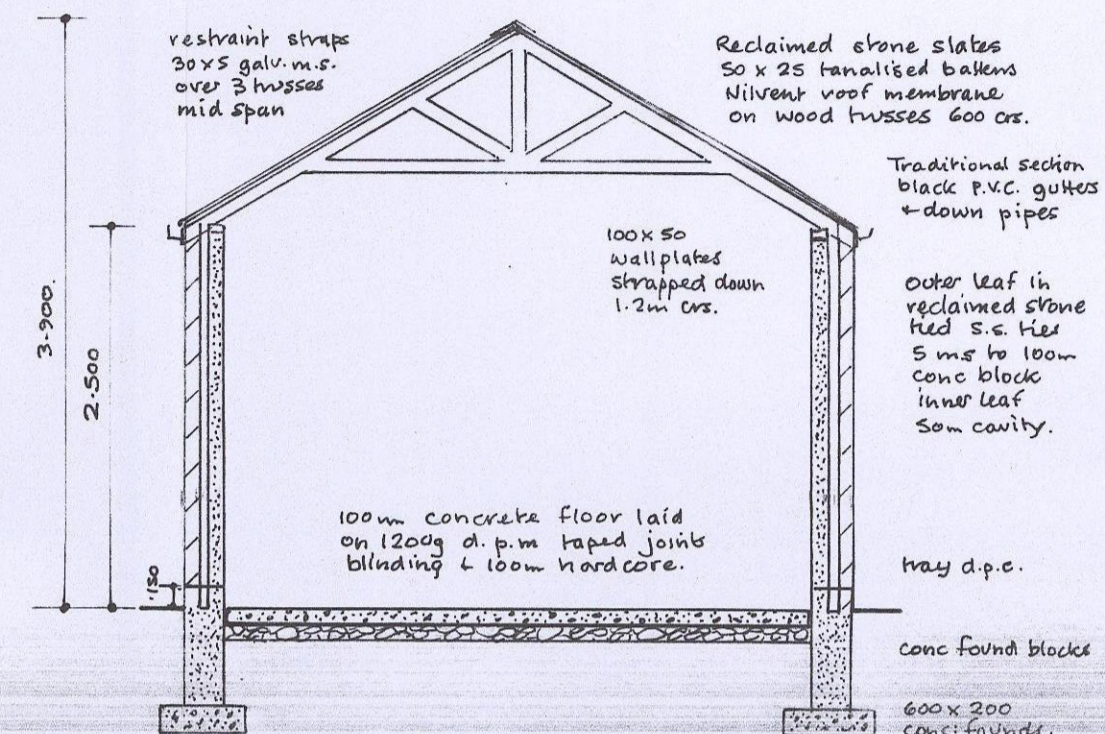 restraint straps
30x5 galv. m.s.
over 3 trusses
mid span
Reclaimed stone slates
50 x 25 tanalised battens
Nilvent roof membrane
on wood trusses 600 crs.
Traditional section
black P.V.C. gutters
+ down pipes
100 x 50
wallplates
strapped down
1.2m crs.
outer leaf in
reclaimed stone
tied s.s. ties
5 ms to 100m
conc block
inner leaf
50m cavity.
3.900.
2.500
.150
100m concrete floor laid
on 1200g d.p.m taped joints
blinding + 100m hardcore.
tray d.p.c.
conc found blocks
600 x 200
conc founds.